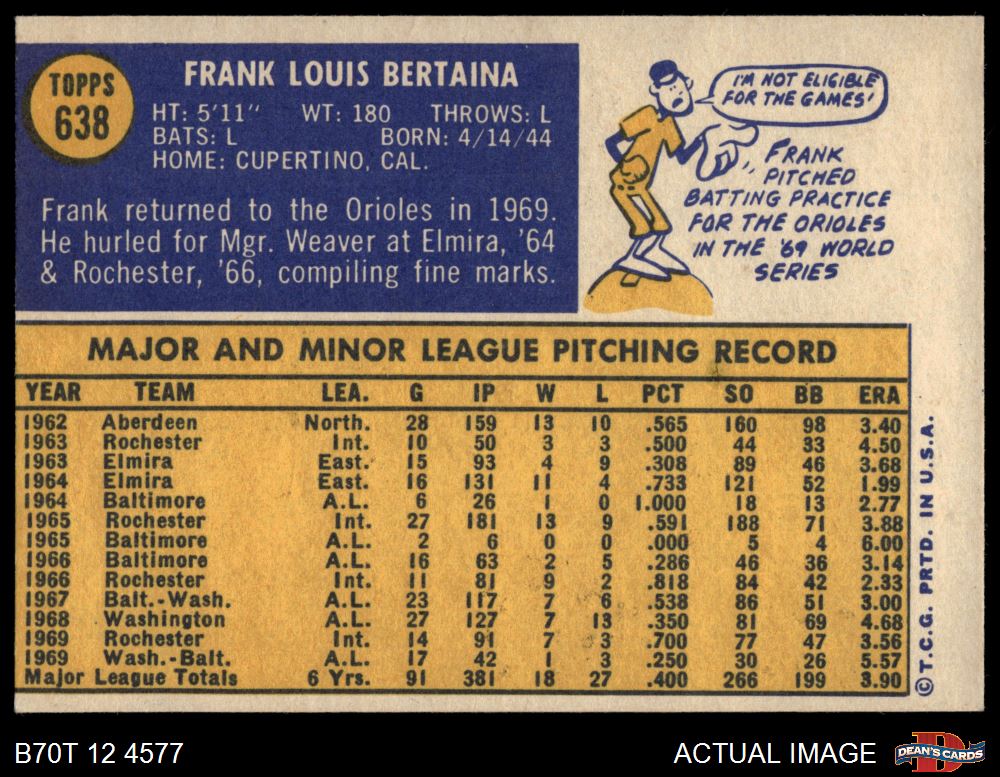 TOPPS
638
FRANK LOUIS BERTAINA
HT: 5'11" WT: 180 THROWS: L
BATS: L BORN: 4/14/44
HOME: CUPERTINO, CAL.
Frank returned to the Orioles in 1969.
He hurled for Mgr. Weaver at Elmira, '64
& Rochester, '66, compiling fine marks.
I'M NOT ELIGIBLE
FOR THE GAMES'
FRANK
PITCHED
BATTING PRACTICE
FOR THE ORIOLES
IN THE '69 WORLD
SERIES
MAJOR AND MINOR LEAGUE PITCHING RECORD
YEAR TEAM LEA. G IP W L PCT SO BB ERA
1962 Aberdeen North. 28 159 13 10 .565 160 98 3.40
1963 Rochester Int. 10 50 3 3 .500 44 33 4.50
1963 Elmira East. 15 93 4 9 .308 89 46 3.68
1964 Elmira East. 16 131 11 4 .733 121 52 1.99
1964 Baltimore A.L. 6 26 1 0 1.000 18 13 2.77
1965 Rochester Int. 27 181 13 9 .591 188 71 3.88
1965 Baltimore A.L. 2 6 0 0 .000 5 4 6.00
1966 Baltimore A.L. 16 63 2 5 .286 46 36 3.14
1966 Rochester Int. 11 81 9 2 .818 84 42 2.33
1967 Balt.-Wash. A.L. 23 117 7 6 .538 86 51 3.00
1968 Washington A.L. 27 127 7 13 .350 81 69 4.68
1969 Rochester Int. 14 91 7 3 .700 77 47 3.56
1969 Wash.-Balt. A.L. 17 42 1 3 .250 30 26 5.57
Major League Totals 6 Yrs. 91 381 18 27 .400 266 199 3.90
© T.C.G. PRTD. IN U.S.A.
B70T 12 4577
ACTUAL IMAGE
D
DEAN'S CARDS